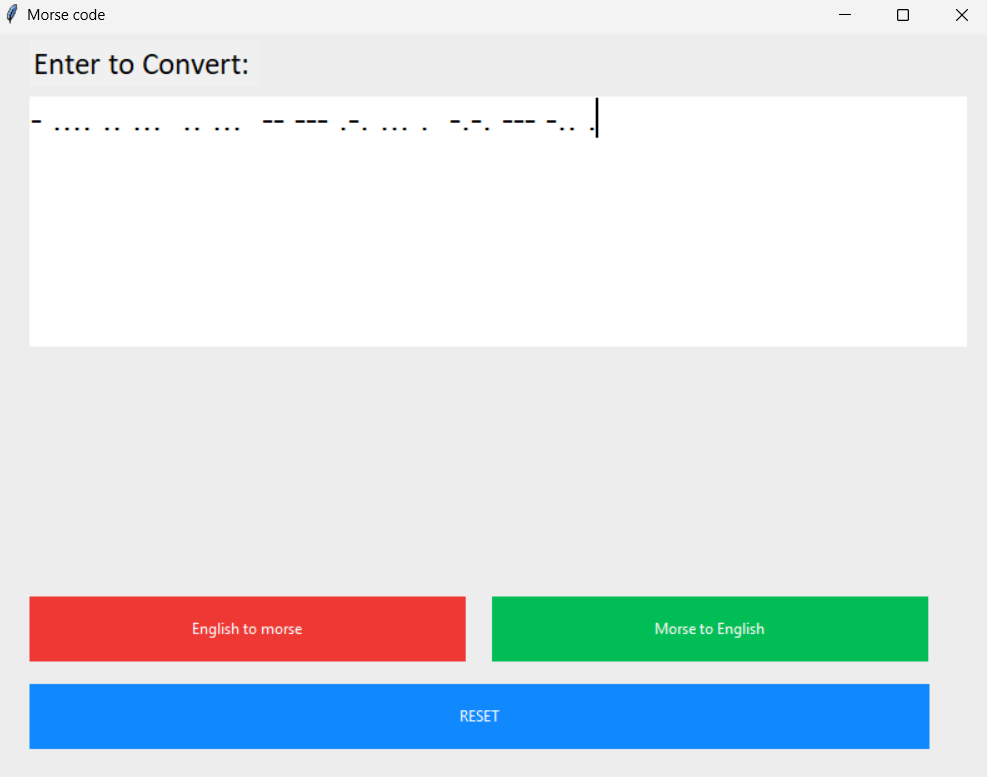 Morse code
Enter to Convert:
- .... .. ...  .. ...  -- --- .-. ... .  -.-. --- -.. .
English to morse
Morse to English
RESET